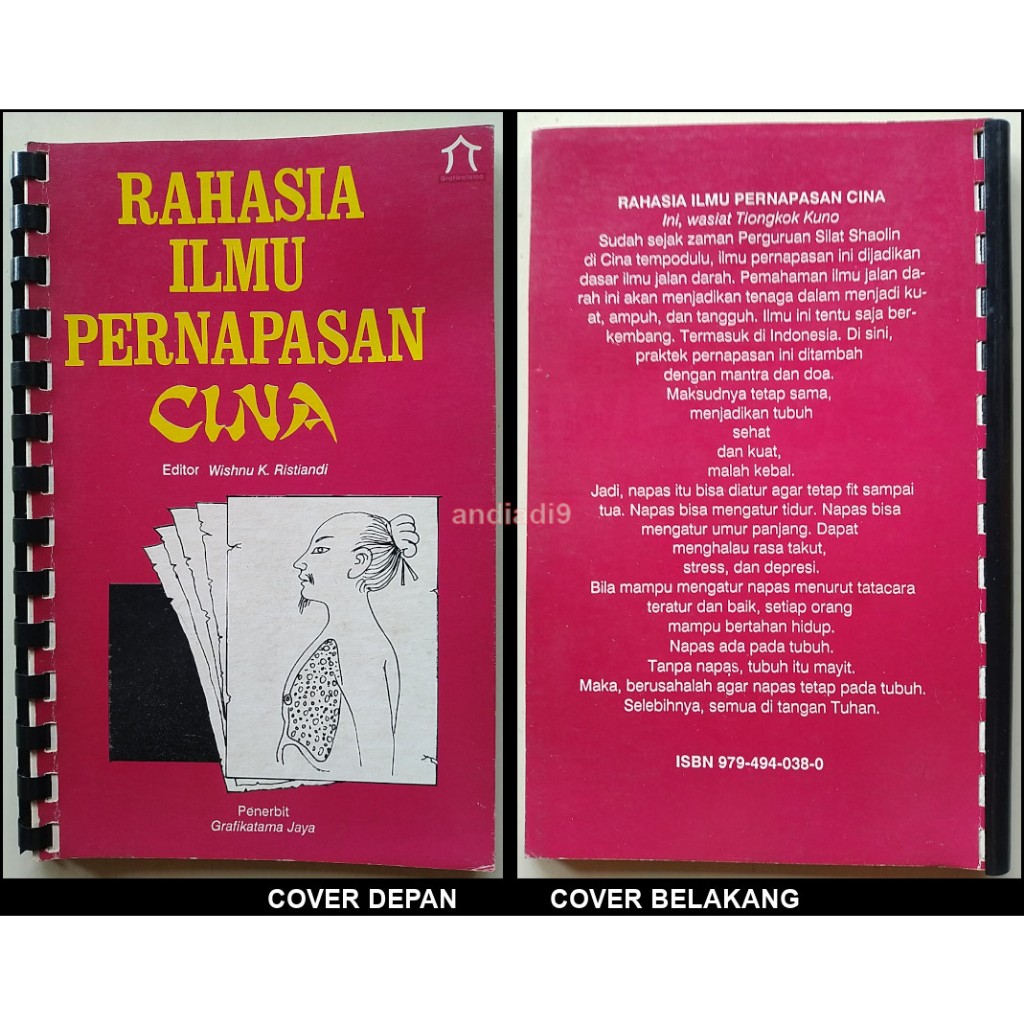 Grafikatama
RAHASIA
ILMU
PERNAPASAN
CINA
Editor Wishnu K. Ristiandi
andiadi9
Penerbit
Grafikatama Jaya
COVER DEPAN
RAHASIA ILMU PERNAPASAN CINA
Ini, wasiat Tiongkok Kuno
Sudah sejak zaman Perguruan Silat Shaolin
di Cina tempodulu, ilmu pernapasan ini dijadikan
dasar ilmu jalan darah. Pemahaman ilmu jalan da-
rah ini akan menjadikan tenaga dalam menjadi ku-
at, ampuh, dan tangguh. Ilmu ini tentu saja ber-
kembang. Termasuk di Indonesia. Di sini,
praktek pernapasan ini ditambah
dengan mantra dan doa.
Maksudnya tetap sama,
menjadikan tubuh
sehat
dan kuat,
malah kebal.
Jadi, napas itu bisa diatur agar tetap fit sampai
tua. Napas bisa mengatur tidur. Napas bisa
mengatur umur panjang. Dapat
menghalau rasa takut,
stress, dan depresi.
Bila mampu mengatur napas menurut tatacara
teratur dan baik, setiap orang
mampu bertahan hidup.
Napas ada pada tubuh.
Tanpa napas, tubuh itu mayit.
Maka, berusahalah agar napas tetap pada tubuh.
Selebihnya, semua di tangan Tuhan.
ISBN 979-494-038-0
COVER BELAKANG